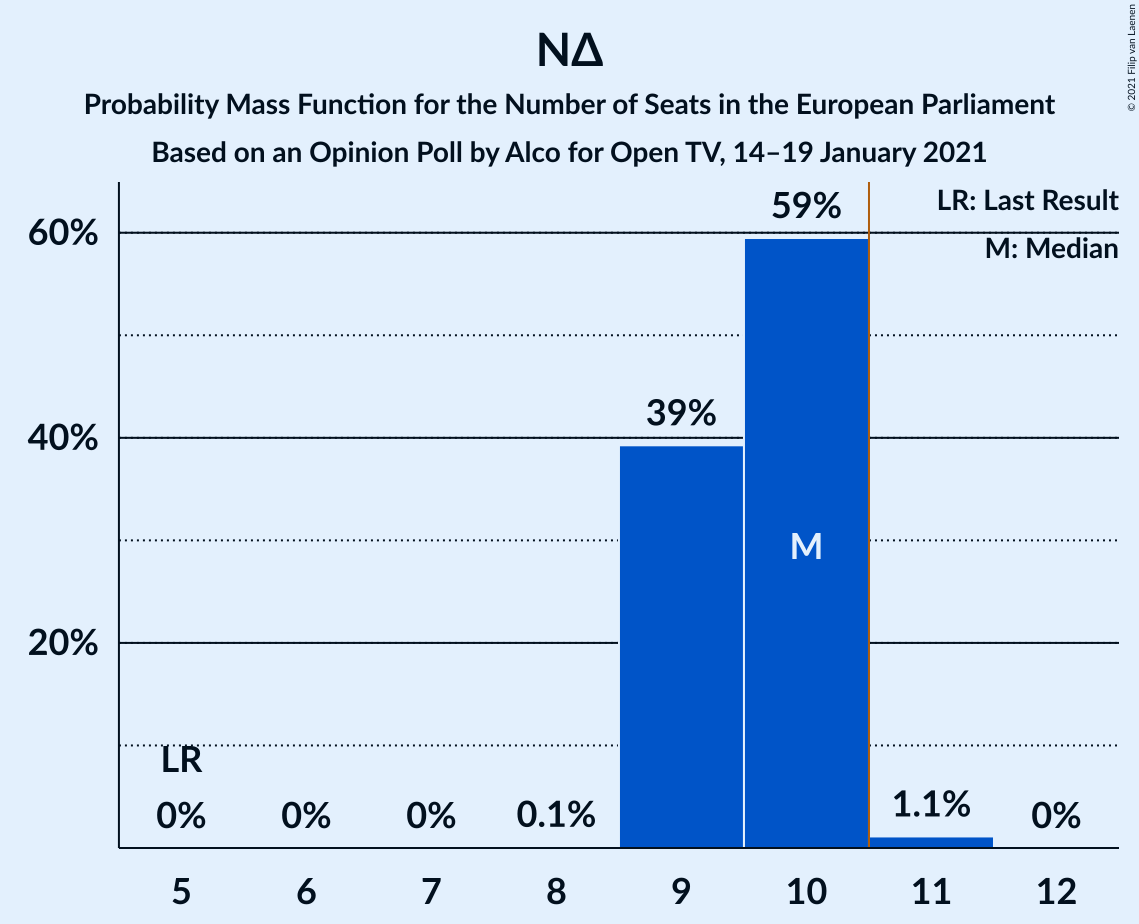 © 2021 Filip van Laenen
ΝΔ
Probability Mass Function for the Number of Seats in the European Parliament
Based on an Opinion Poll by Alco for Open TV, 14–19 January 2021
LR: Last Result
M: Median
60%
40%
20%
59%
39%
M
LR
0%
0%
0%
0.1%
1.1%
0%
5 6 7 8 9 10 11 12